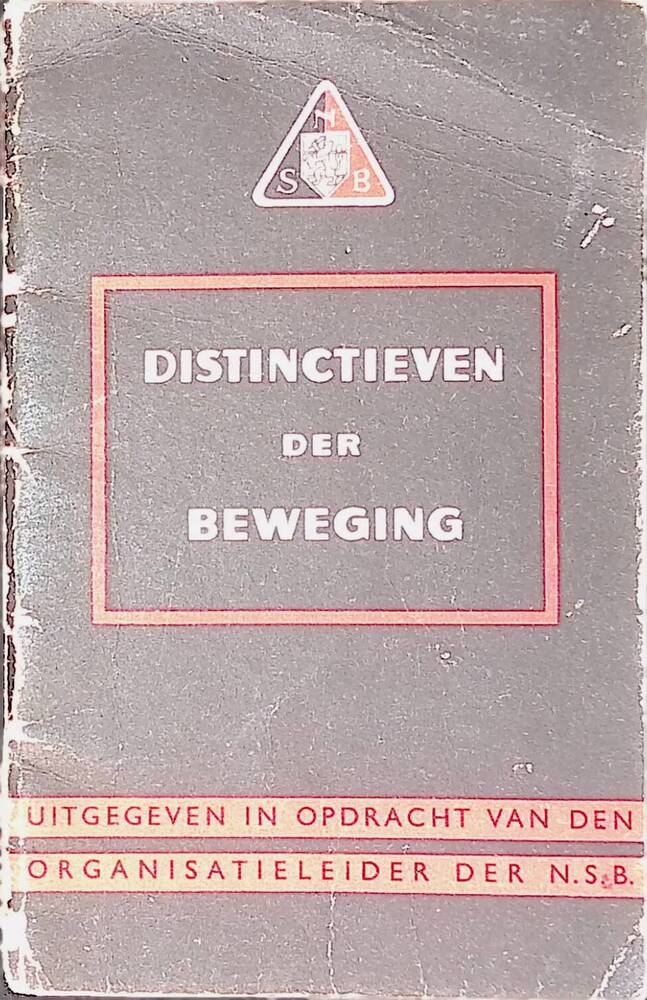 N
S B
DISTINCTIEVEN
DER
BEWEGING
UITGEGEVEN IN OPDRACHT VAN DEN
ORGANISATIELEIDER DER N.S.B.